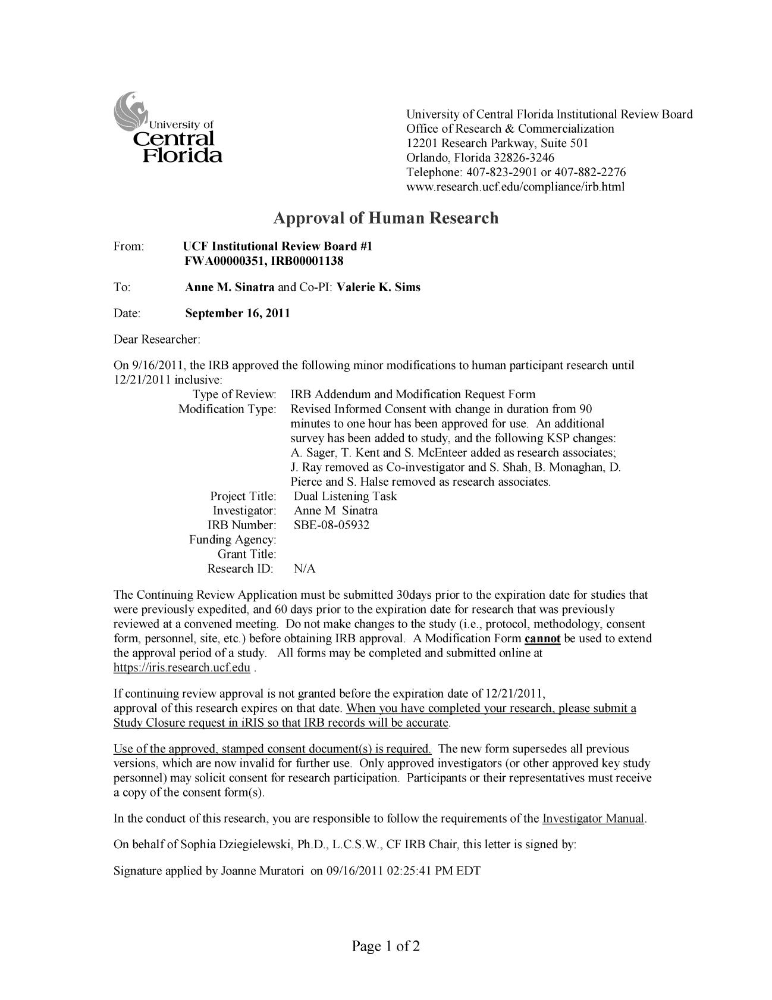 University of
Central
Florida
University of Central Florida Institutional Review Board
Office of Research & Commercialization
12201 Research Parkway, Suite 501
Orlando, Florida 32826-3246
Telephone: 407-823-2901 or 407-882-2276
www.research.ucf.edu/compliance/irb.html
Approval of Human Research
From: UCF Institutional Review Board #1
FWA00000351, IRB00001138
To: Anne M. Sinatra and Co-PI: Valerie K. Sims
Date: September 16, 2011
Dear Researcher:
On 9/16/2011, the IRB approved the following minor modifications to human participant research until
12/21/2011 inclusive:
Type of Review: IRB Addendum and Modification Request Form
Modification Type: Revised Informed Consent with change in duration from 90
minutes to one hour has been approved for use. An additional
survey has been added to study, and the following KSP changes:
A. Sager, T. Kent and S. McEnteer added as research associates;
J. Ray removed as Co-investigator and S. Shah, B. Monaghan, D.
Pierce and S. Halse removed as research associates.
Project Title: Dual Listening Task
Investigator: Anne M Sinatra
IRB Number: SBE-08-05932
Funding Agency:
Grant Title:
Research ID: N/A
The Continuing Review Application must be submitted 30days prior to the expiration date for studies that
were previously expedited, and 60 days prior to the expiration date for research that was previously
reviewed at a convened meeting. Do not make changes to the study (i.e., protocol, methodology, consent
form, personnel, site, etc.) before obtaining IRB approval. A Modification Form cannot be used to extend
the approval period of a study. All forms may be completed and submitted online at
https://iris.research.ucf.edu .
If continuing review approval is not granted before the expiration date of 12/21/2011,
approval of this research expires on that date. When you have completed your research, please submit a
Study Closure request in iRIS so that IRB records will be accurate.
Use of the approved, stamped consent document(s) is required. The new form supersedes all previous
versions, which are now invalid for further use. Only approved investigators (or other approved key study
personnel) may solicit consent for research participation. Participants or their representatives must receive
a copy of the consent form(s).
In the conduct of this research, you are responsible to follow the requirements of the Investigator Manual.
On behalf of Sophia Dziegielewski, Ph.D., L.C.S.W., CF IRB Chair, this letter is signed by:
Signature applied by Joanne Muratori on 09/16/2011 02:25:41 PM EDT
Page 1 of 2